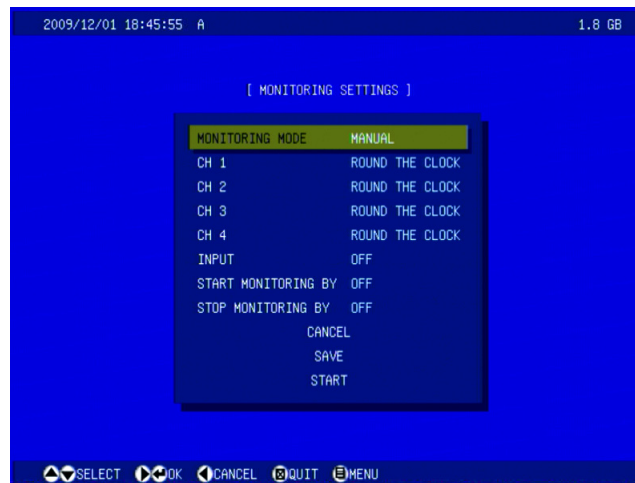 2009/12/01 18:45:55 A 1.8 GB
[ MONITORING SETTINGS ]
MONITORING MODE MANUAL
CH 1 ROUND THE CLOCK
CH 2 ROUND THE CLOCK
CH 3 ROUND THE CLOCK
CH 4 ROUND THE CLOCK
INPUT OFF
START MONITORING BY OFF
STOP MONITORING BY OFF
CANCEL
SAVE
START
SELECT OK CANCEL QUIT MENU